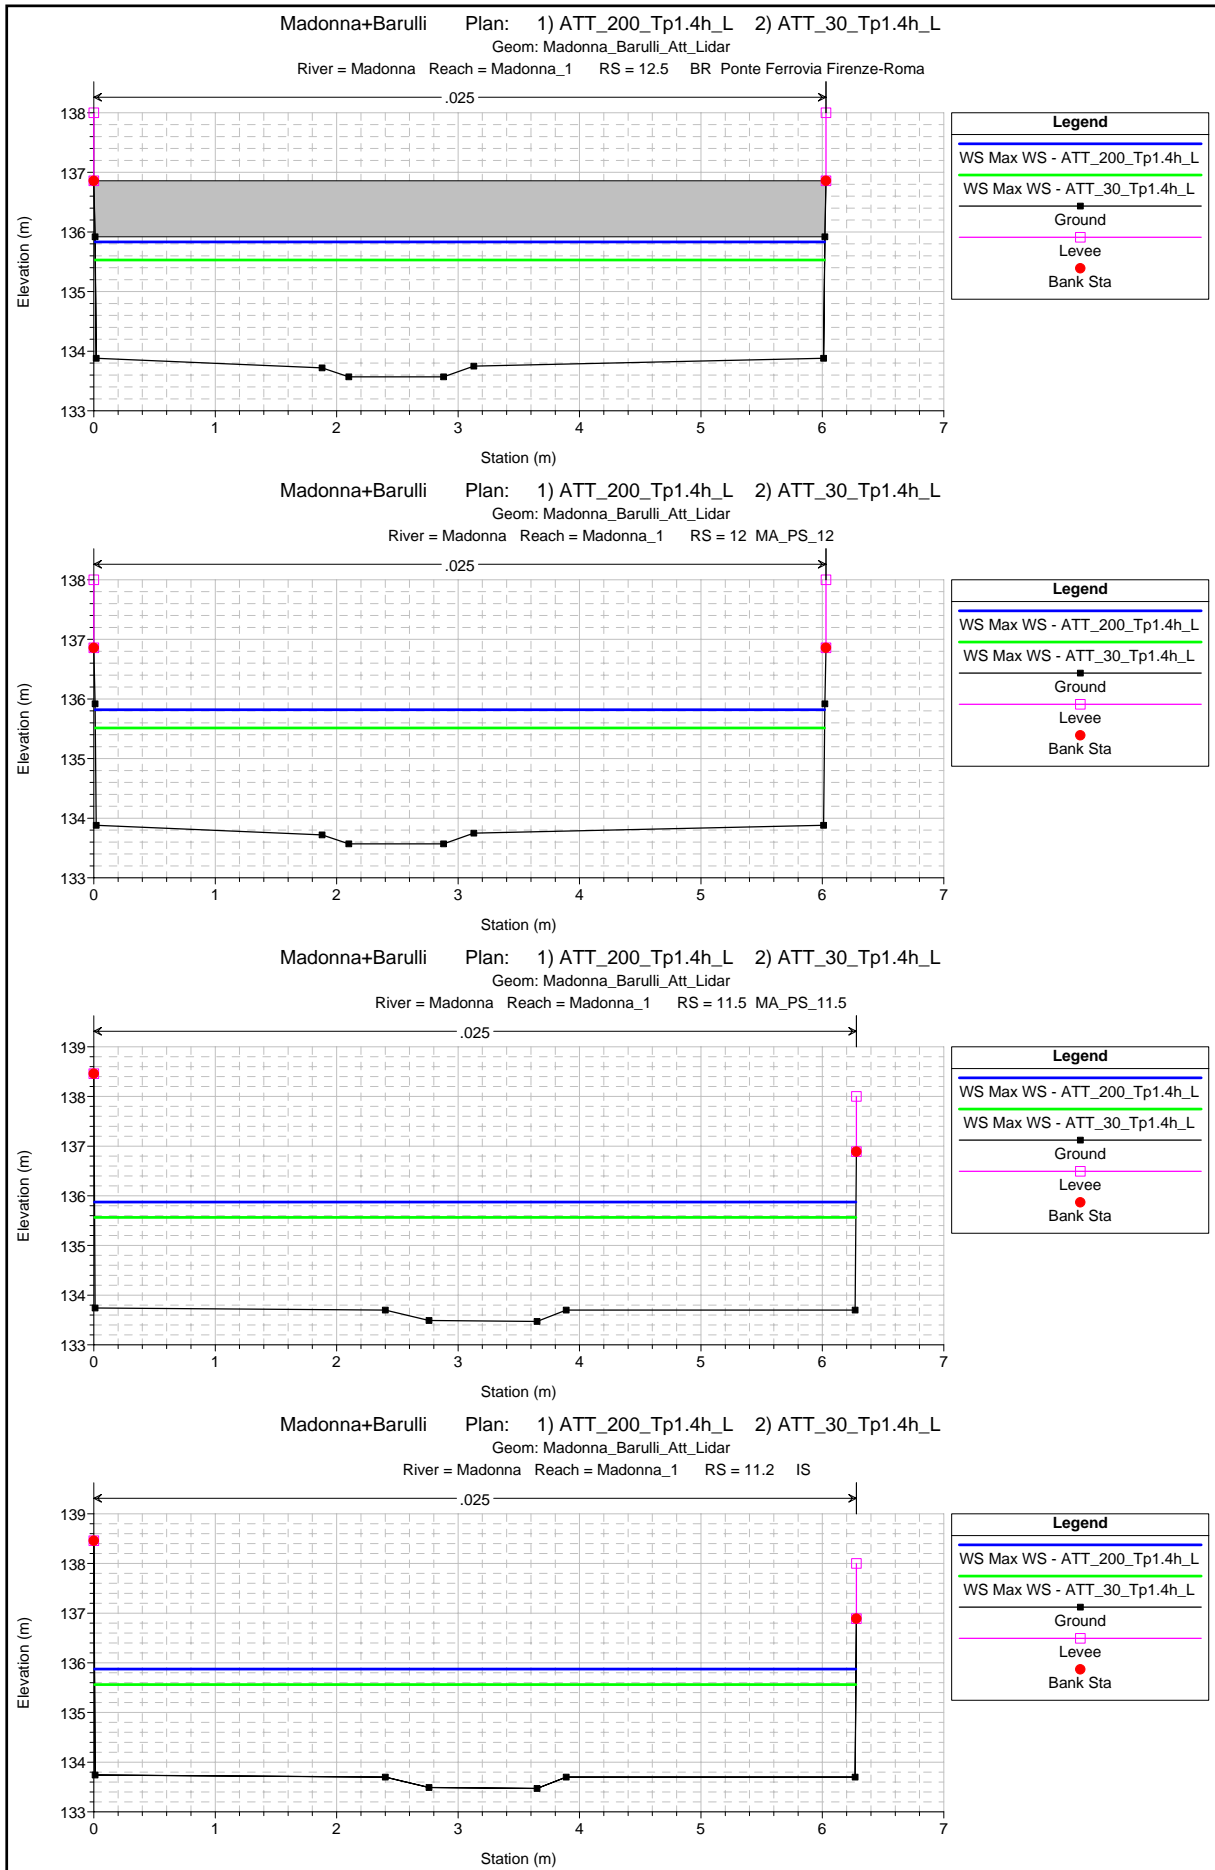 Madonna+Barulli Plan: 1) ATT_200_Tp1.4h_L 2) ATT_30_Tp1.4h_L
Geom: Madonna_Barulli_Att_Lidar
River = Madonna Reach = Madonna_1 RS = 12.5 BR Ponte Ferrovia Firenze-Roma
.025
138
137
136
135
134
133
Elevation (m)
0 1 2 3 4 5 6 7
Station (m)
Legend
WS Max WS - ATT_200_Tp1.4h_L
WS Max WS - ATT_30_Tp1.4h_L
Ground
Levee
Bank Sta
Madonna+Barulli Plan: 1) ATT_200_Tp1.4h_L 2) ATT_30_Tp1.4h_L
Geom: Madonna_Barulli_Att_Lidar
River = Madonna Reach = Madonna_1 RS = 12 MA_PS_12
.025
138
137
136
135
134
133
Elevation (m)
0 1 2 3 4 5 6 7
Station (m)
Legend
WS Max WS - ATT_200_Tp1.4h_L
WS Max WS - ATT_30_Tp1.4h_L
Ground
Levee
Bank Sta
Madonna+Barulli Plan: 1) ATT_200_Tp1.4h_L 2) ATT_30_Tp1.4h_L
Geom: Madonna_Barulli_Att_Lidar
River = Madonna Reach = Madonna_1 RS = 11.5 MA_PS_11.5
.025
139
138
137
136
135
134
133
Elevation (m)
0 1 2 3 4 5 6 7
Station (m)
Legend
WS Max WS - ATT_200_Tp1.4h_L
WS Max WS - ATT_30_Tp1.4h_L
Ground
Levee
Bank Sta
Madonna+Barulli Plan: 1) ATT_200_Tp1.4h_L 2) ATT_30_Tp1.4h_L
Geom: Madonna_Barulli_Att_Lidar
River = Madonna Reach = Madonna_1 RS = 11.2 IS
.025
139
138
137
136
135
134
133
Elevation (m)
0 1 2 3 4 5 6 7
Station (m)
Legend
WS Max WS - ATT_200_Tp1.4h_L
WS Max WS - ATT_30_Tp1.4h_L
Ground
Levee
Bank Sta